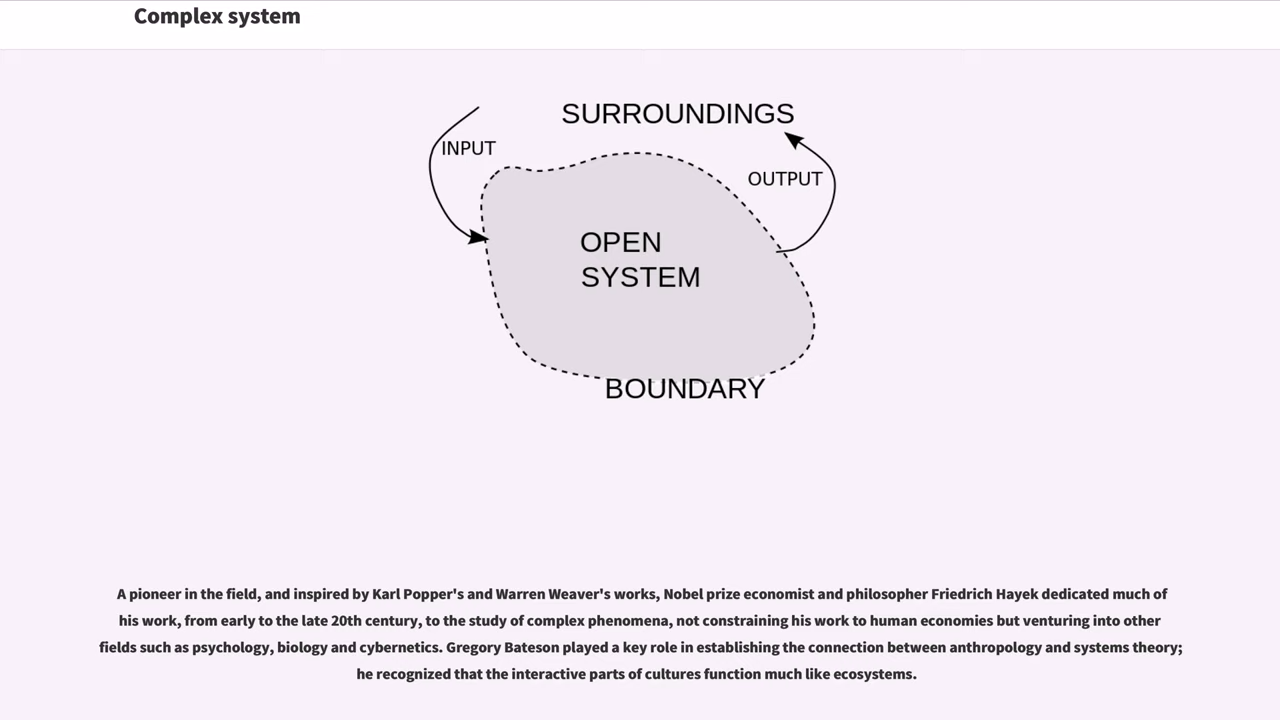 Complex system
SURROUNDINGS
INPUT
OUTPUT
OPEN
SYSTEM
BOUNDARY
A pioneer in the field, and inspired by Karl Popper's and Warren Weaver's works, Nobel prize economist and philosopher Friedrich Hayek dedicated much of
his work, from early to the late 20th century, to the study of complex phenomena, not constraining his work to human economies but venturing into other
fields such as psychology, biology and cybernetics. Gregory Bateson played a key role in establishing the connection between anthropology and systems theory;
he recognized that the interactive parts of cultures function much like ecosystems.